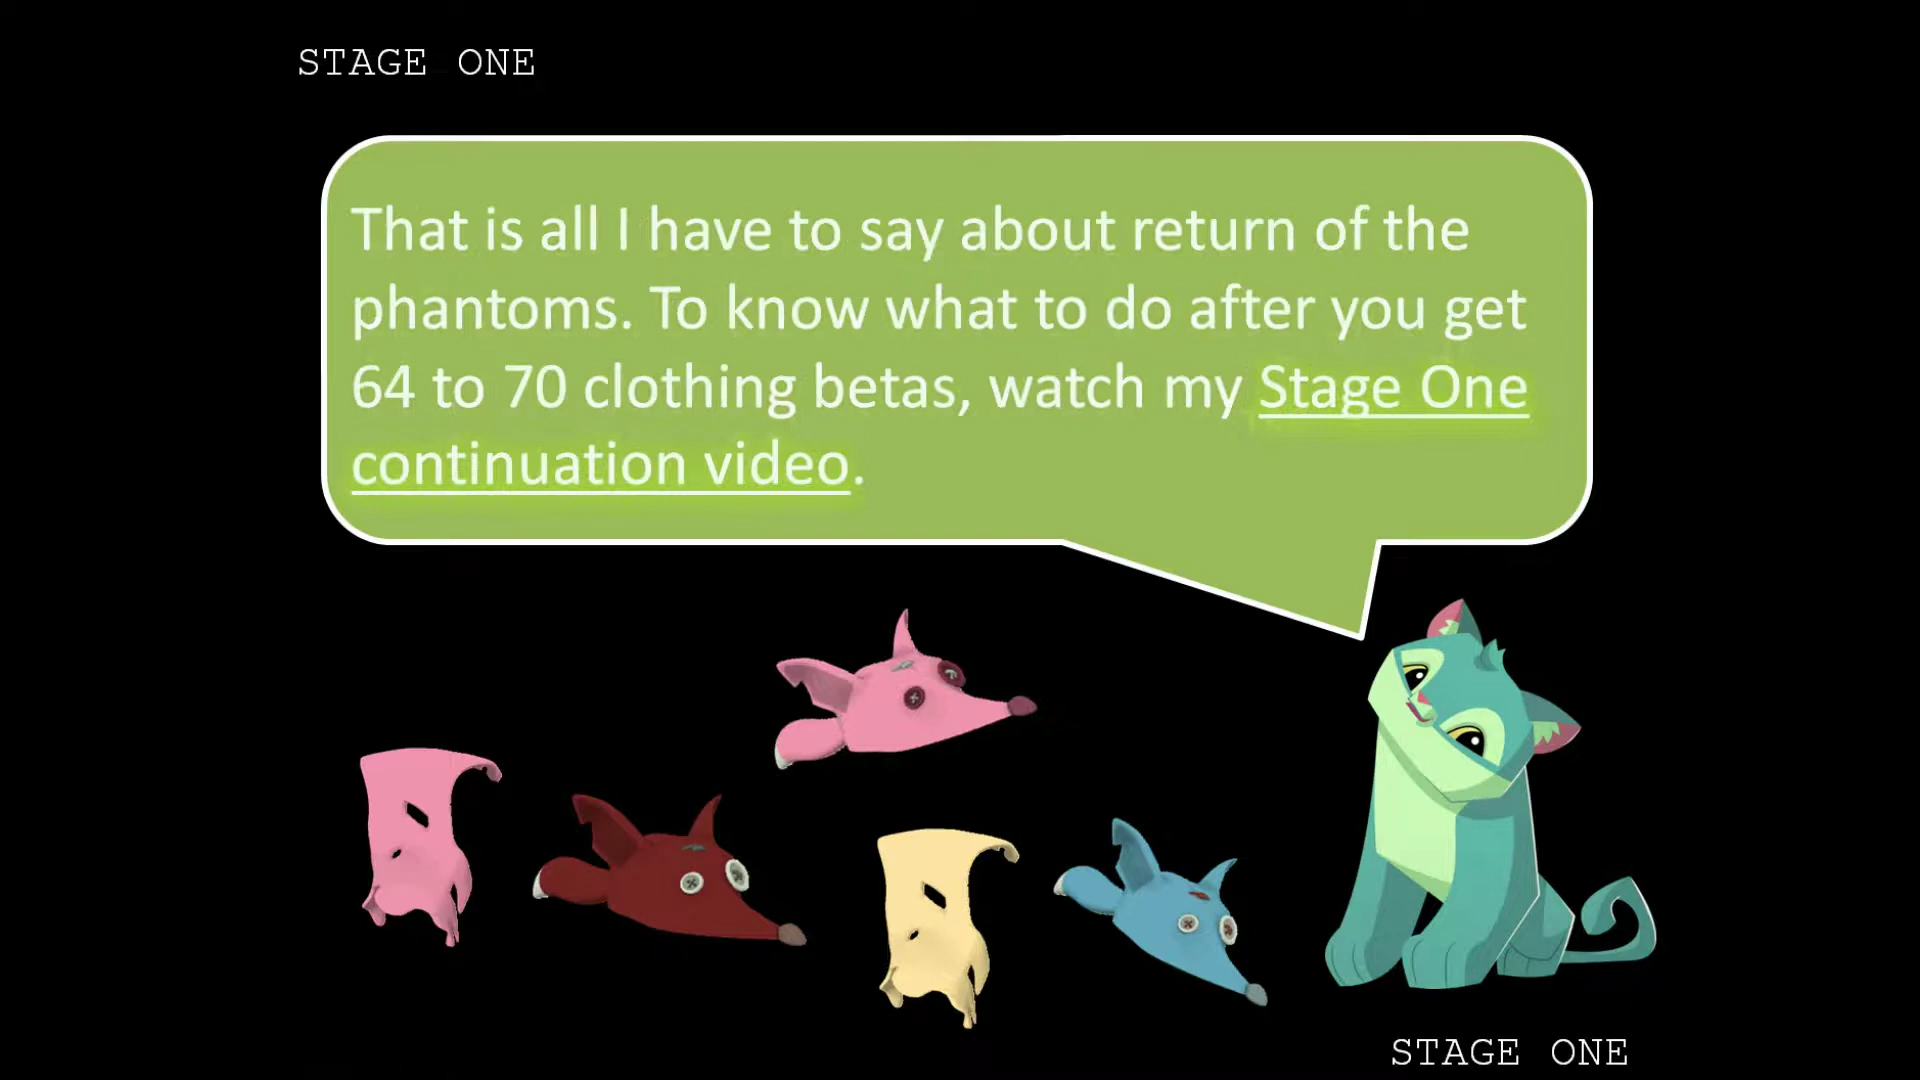 STAGE ONE
That is all I have to say about return of the
phantoms. To know what to do after you get
64 to 70 clothing betas, watch my Stage One
continuation video.
STAGE ONE